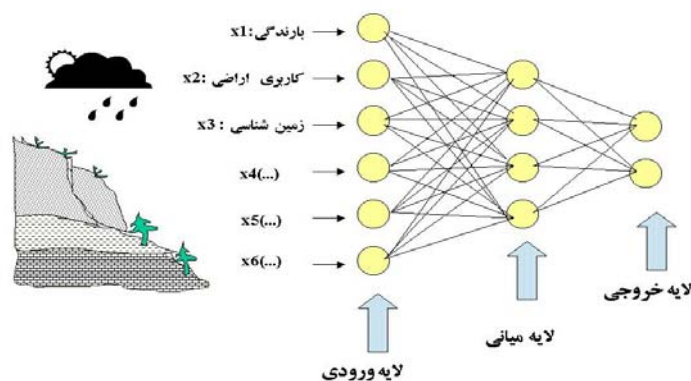 x1:بارندگی
x2: کاربری اراضی
x3 : زمین شناسی
x4(...)
x5(...)
x6(...)
لایه خروجی
لایه میانی
لایه ورودی